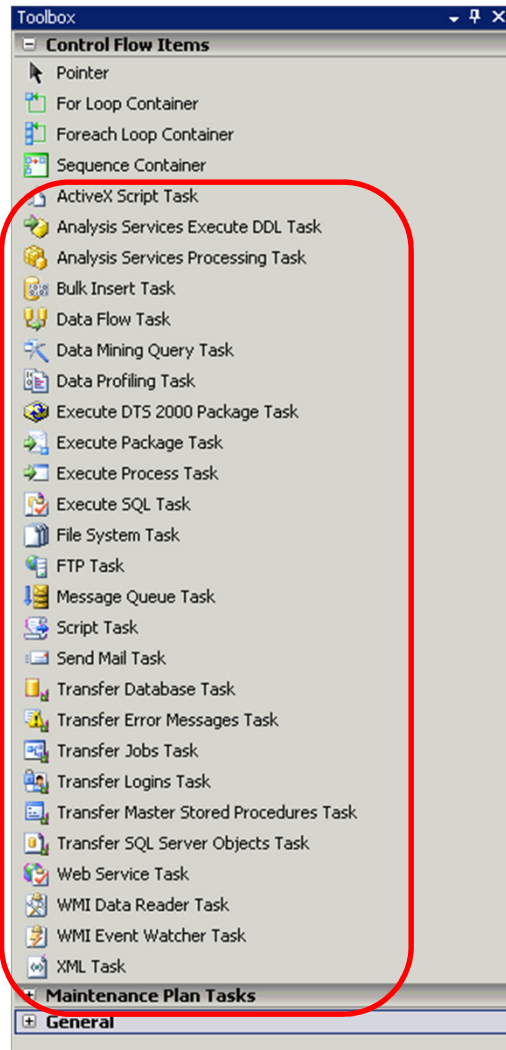 Toolbox
Control Flow Items
Pointer
For Loop Container
Foreach Loop Container
Sequence Container
ActiveX Script Task
Analysis Services Execute DDL Task
Analysis Services Processing Task
Bulk Insert Task
Data Flow Task
Data Mining Query Task
Data Profiling Task
Execute DTS 2000 Package Task
Execute Package Task
Execute Process Task
Execute SQL Task
File System Task
FTP Task
Message Queue Task
Script Task
Send Mail Task
Transfer Database Task
Transfer Error Messages Task
Transfer Jobs Task
Transfer Logins Task
Transfer Master Stored Procedures Task
Transfer SQL Server Objects Task
Web Service Task
WMI Data Reader Task
WMI Event Watcher Task
XML Task
Maintenance Plan Tasks
General